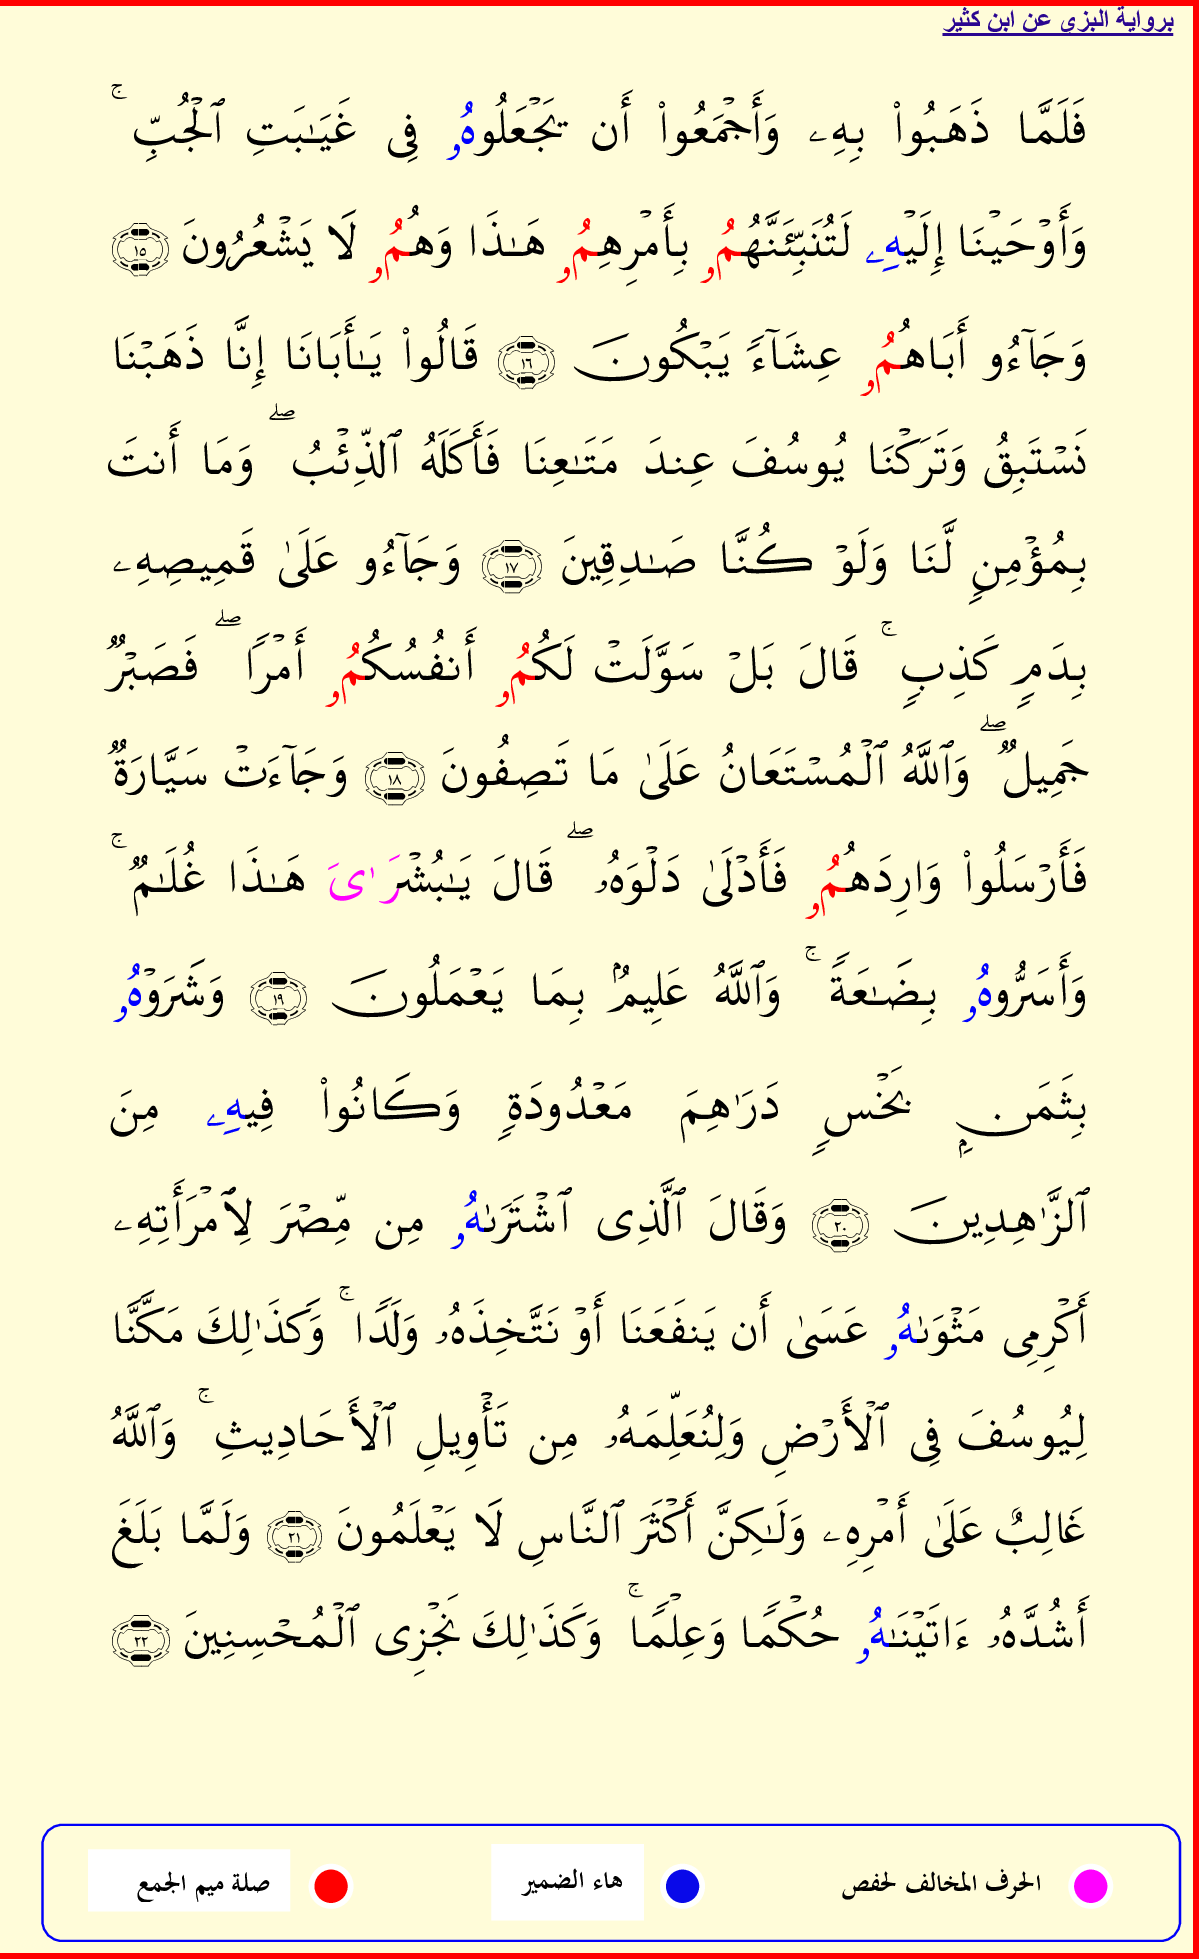 برواية البزى عن ابن كثير
فَلَمَّا ذَهَبُوا۟ بِهِۦ وَأَجْمَعُوا۟ أَن يَجْعَلُوهُۥ فِى غَيَـٰبَتِ ٱلْجُبِّ ۚ
وَأَوْحَيْنَا إِلَيْهِۦ لَتُنَبِّئَنَّهُمُۥ بِأَمْرِهِمُۥ هَـٰذَا وَهُمُۥ لَا يَشْعُرُونَ ١٥
وَجَآءُو أَبَاهُمُۥ عِشَآءً يَبْكُونَ ١٦ قَالُوا۟ يَـٰأَبَانَا إِنَّا ذَهَبْنَا
نَسْتَبِقُ وَتَرَكْنَا يُوسُفَ عِندَ مَتَـٰعِنَا فَأَكَلَهُ ٱلذِّئْبُ ۖ وَمَا أَنتَ
بِمُؤْمِنٍ لَّنَا وَلَوْ كُنَّا صَـٰدِقِينَ ١٧ وَجَآءُو عَلَىٰ قَمِيصِهِۦ
بِدَمٍ كَذِبٍ ۚ قَالَ بَلْ سَوَّلَتْ لَكُمُۥ أَنفُسُكُمُۥ أَمْرًا ۖ فَصَبْرٌ
جَمِيلٌ ۖ وَٱللَّهُ ٱلْمُسْتَعَانُ عَلَىٰ مَا تَصِفُونَ ١٨ وَجَآءَتْ سَيَّارَةٌ
فَأَرْسَلُوا۟ وَارِدَهُمُۥ فَأَدْلَىٰ دَلْوَهُۥ ۖ قَالَ يَـٰبُشْرَٰىَ هَـٰذَا غُلَـٰمٌ ۚ
وَأَسَرُّوهُۥ بِضَـٰعَةً ۚ وَٱللَّهُ عَلِيمٌۢ بِمَا يَعْمَلُونَ ١٩ وَشَرَوْهُۥ
بِثَمَنٍۭ بَخْسٍ دَرَٰهِمَ مَعْدُودَةٍ وَكَانُوا۟ فِيهِۦ مِنَ
ٱلزَّٰهِدِينَ ٢٠ وَقَالَ ٱلَّذِى ٱشْتَرَىٰهُۥ مِن مِّصْرَ لِٱمْرَأَتِهِۦ
أَكْرِمِى مَثْوَىٰهُۥ عَسَىٰ أَن يَنفَعَنَا أَوْ نَتَّخِذَهُۥ وَلَدًا ۚ وَكَذَٰلِكَ مَكَّنَّا
لِيُوسُفَ فِى ٱلْأَرْضِ وَلِنُعَلِّمَهُۥ مِن تَأْوِيلِ ٱلْأَحَادِيثِ ۚ وَٱللَّهُ
غَالِبٌ عَلَىٰ أَمْرِهِۦ وَلَـٰكِنَّ أَكْثَرَ ٱلنَّاسِ لَا يَعْلَمُونَ ٢١ وَلَمَّا بَلَغَ
أَشُدَّهُۥ ءَاتَيْنَـٰهُۥ حُكْمًا وَعِلْمًا ۚ وَكَذَٰلِكَ نَجْزِى ٱلْمُحْسِنِينَ ٢٢
الحرف المخالف لحفص
هاء الضمير
صلة ميم الجمع